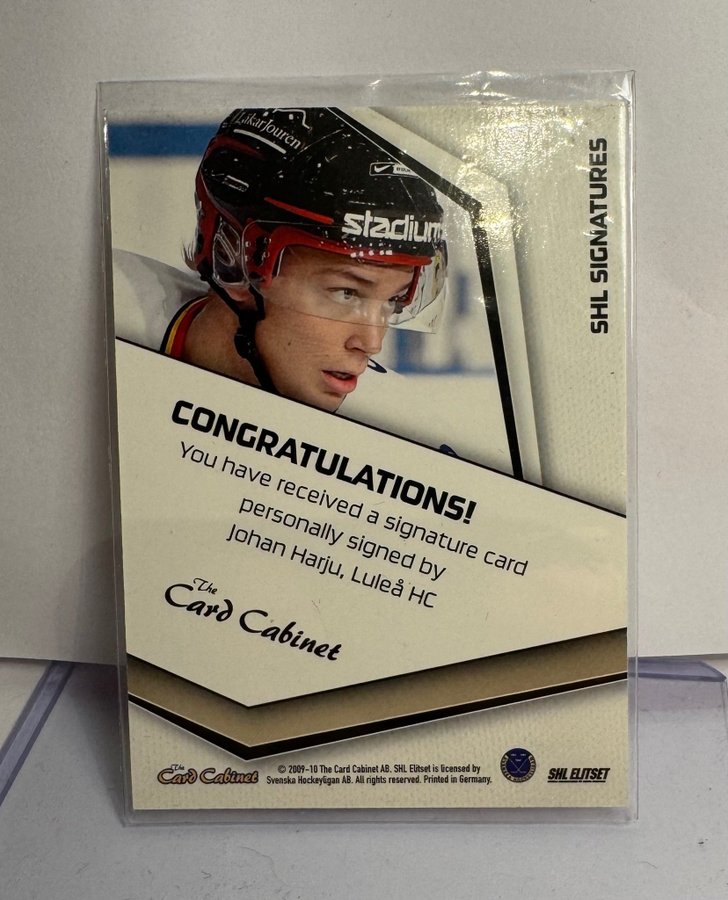 LäkarJouren
stadium
SHL SIGNATURES
CONGRATULATIONS!
You have received a signature card
personally signed by
Johan Harju, Luleå HC
The
Card Cabinet
The
Card Cabinet
© 2009-10 The Card Cabinet AB. SHL Elitset is licensed by
Svenska Hockeyligan AB. All rights reserved. Printed in Germany.
SHL ELITSET